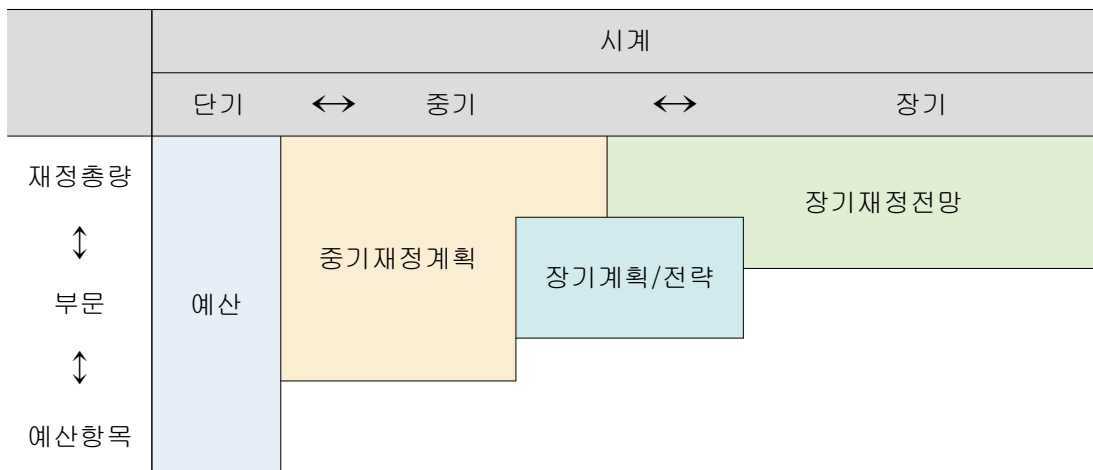 시계
단기 ↔ 중기 ↔ 장기
재정총량
↕
부문
↕
예산항목
예산
중기재정계획
장기계획/전략
장기재정전망